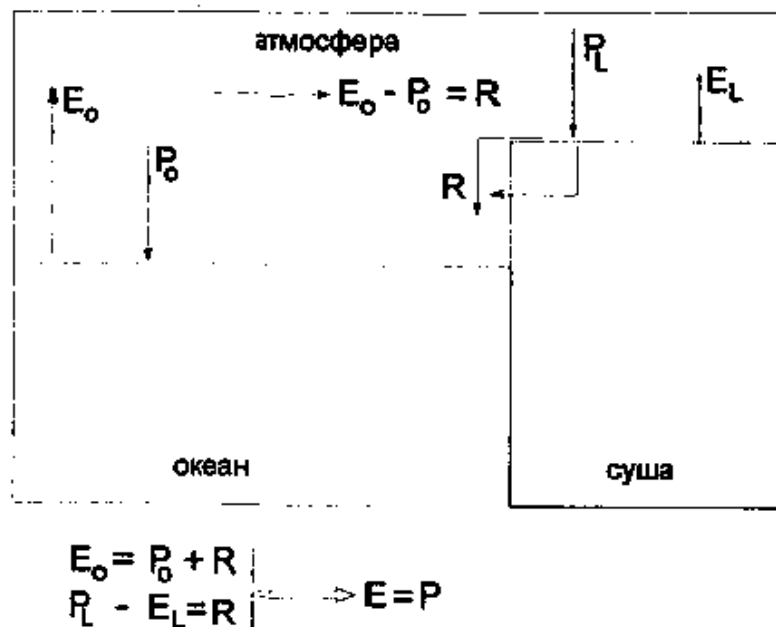 атмосфера
P_L
E_o
E_o - P_o = R
E_L
P_o
R
океан
суша
E_o = P_o + R
P_L - E_L = R
E = P